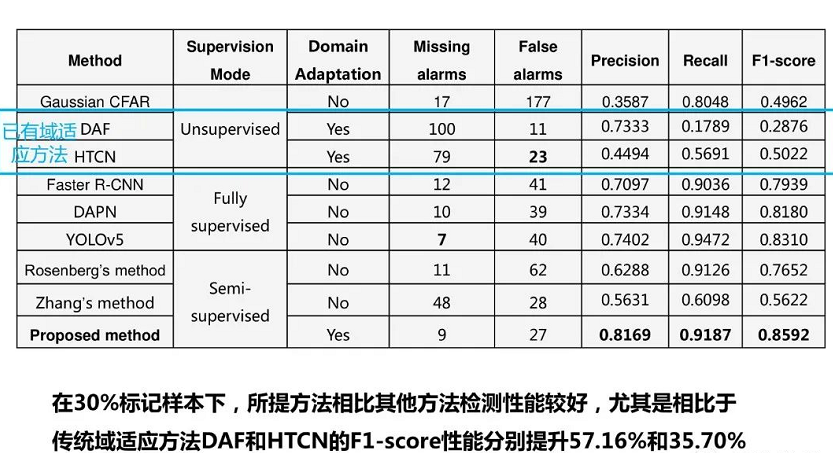 Method Supervision Mode Domain Adaptation Missing alarms False alarms Precision Recall F1-score
Gaussian CFAR Unsupervised No 17 177 0.3587 0.8048 0.4962
已有域适应方法
DAF Yes 100 11 0.7333 0.1789 0.2876
HTCN Yes 79 23 0.4494 0.5691 0.5022
Faster R-CNN Fully supervised No 12 41 0.7097 0.9036 0.7939
DAPN No 10 39 0.7334 0.9148 0.8180
YOLOv5 No 7 40 0.7402 0.9472 0.8310
Rosenberg's method Semi-supervised No 11 62 0.6288 0.9126 0.7652
Zhang's method No 48 28 0.5631 0.6098 0.5622
Proposed method Yes 9 27 0.8169 0.9187 0.8592
在30%标记样本下，所提方法相比其他方法检测性能较好，尤其是相比于
传统域适应方法DAF和HTCN的F1-score性能分别提升57.16%和35.70%